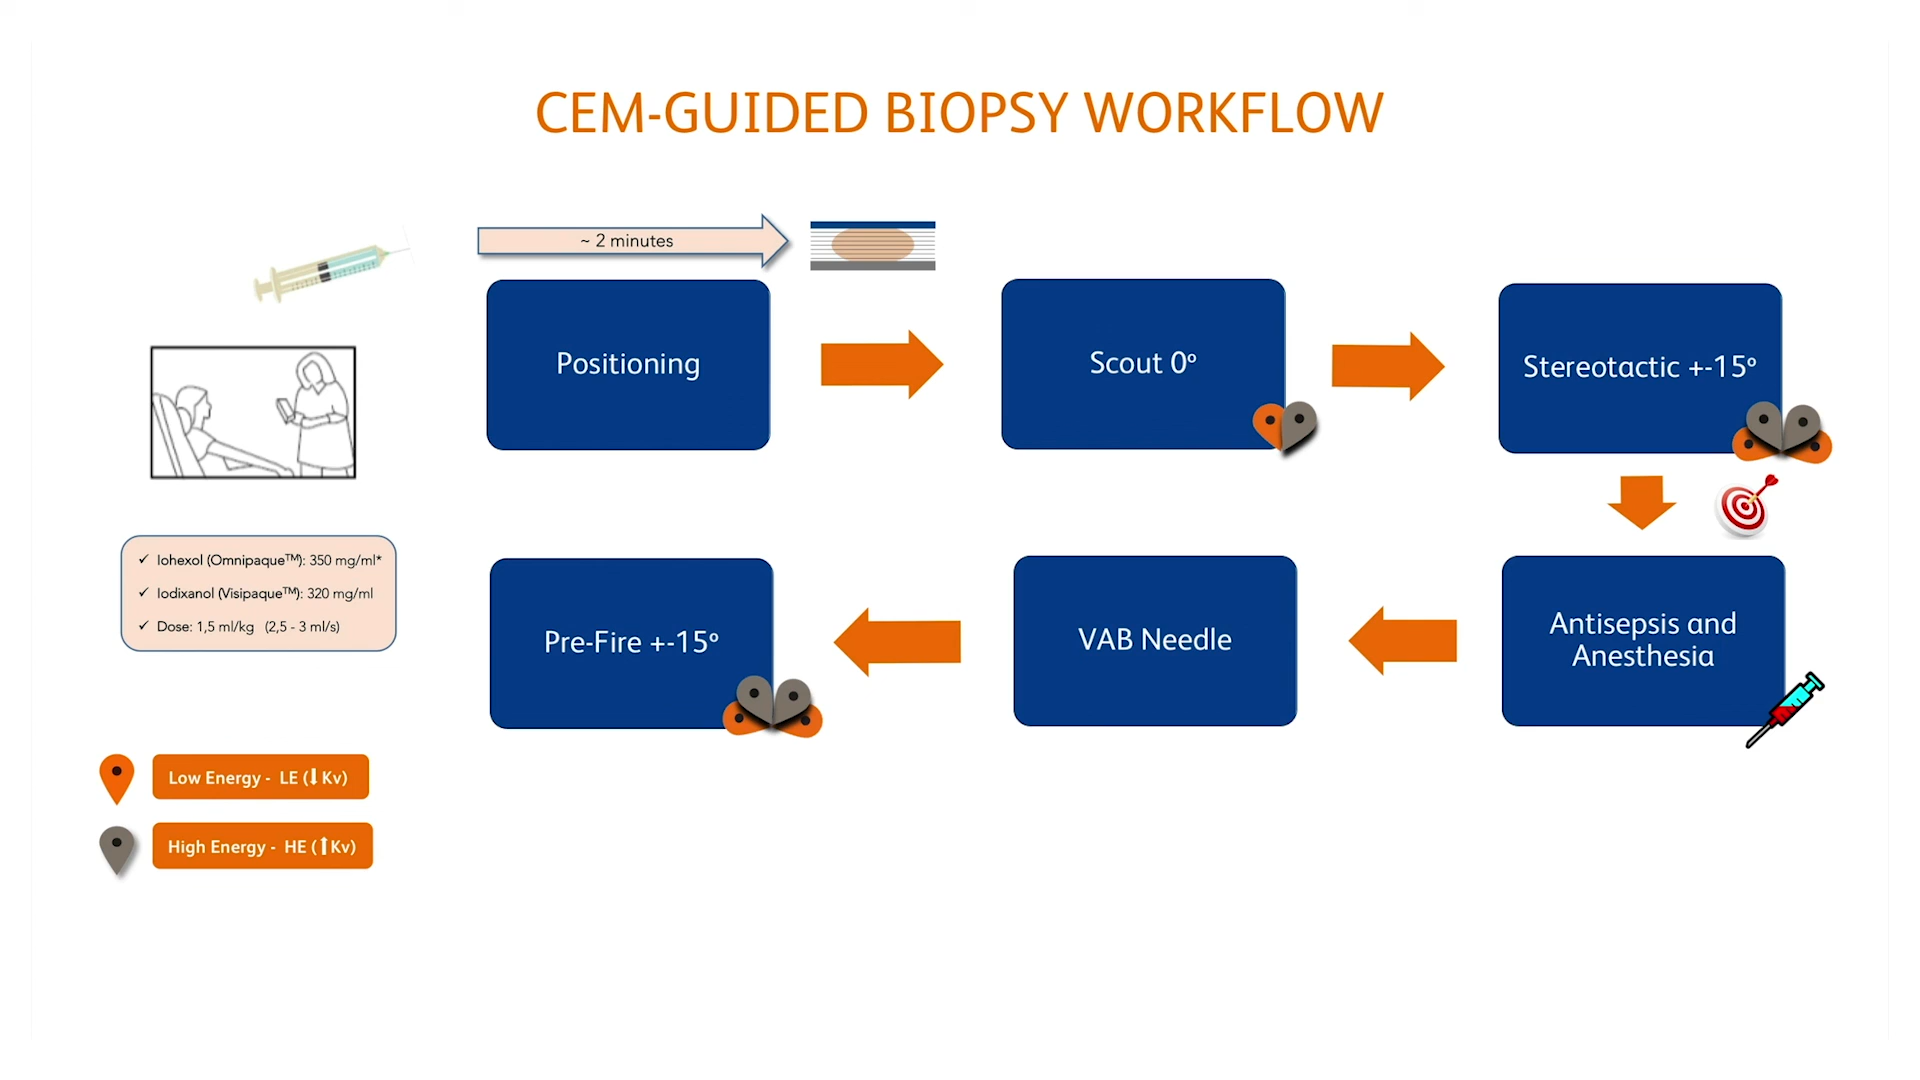 CEM-GUIDED BIOPSY WORKFLOW
~ 2 minutes
Positioning
Scout 0º
Stereotactic +-15º
Antisepsis and
Anesthesia
VAB Needle
Pre-Fire +-15º
✓ Iohexol (Omnipaque™): 350 mg/ml*
✓ Iodixanol (Visipaque™): 320 mg/ml
✓ Dose: 1,5 ml/kg (2,5 - 3 ml/s)
Low Energy - LE (⬇Kv)
High Energy - HE (⬆Kv)